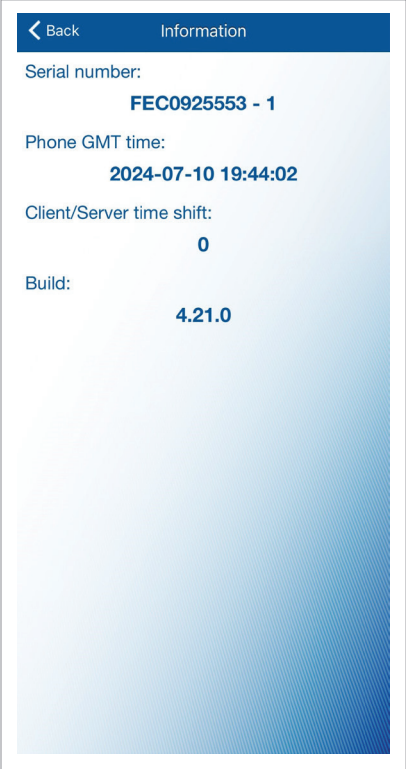 Back
Information
Serial number:
FEC0925553 - 1
Phone GMT time:
2024-07-10 19:44:02
Client/Server time shift:
0
Build:
4.21.0